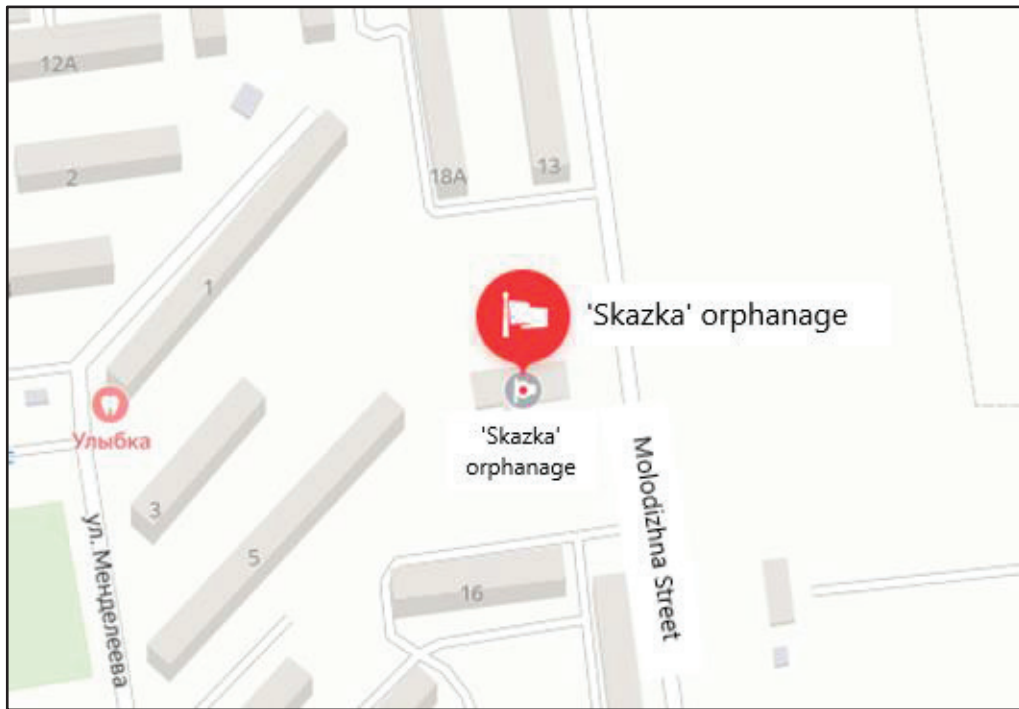 12A
2
18A
13
1
'Skazka' orphanage
'Skazka'
orphanage
Улыбка
3
5
16
ул. Менделеева
Molodizhna Street